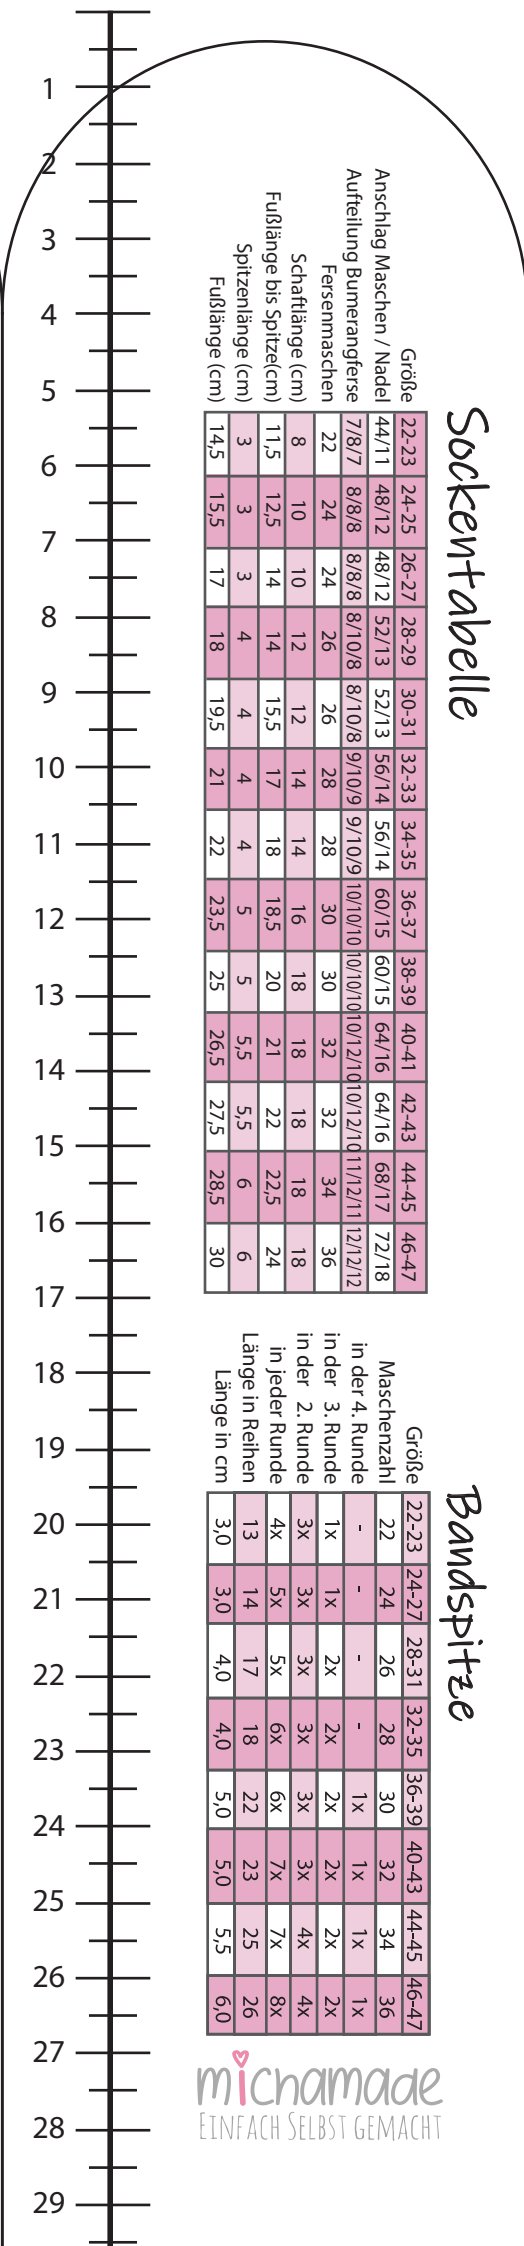 1
2
3
4
5
6
7
8
9
10
11
12
13
14
15
16
17
18
19
20
21
22
23
24
25
26
27
28
29
Sockentabelle
Größe 22-23 24-25 26-27 28-29 30-31 32-33 34-35 36-37 38-39 40-41 42-43 44-45 46-47
Anschlag Maschen / Nadel 44/11 48/12 48/12 52/13 52/13 56/14 56/14 60/15 60/15 64/16 64/16 68/17 72/18
Aufteilung Bumerangferse 7/8/7 8/8/8 8/8/8 8/10/8 8/10/8 9/10/9 9/10/9 10/10/10 10/10/10 10/12/10 10/12/10 11/12/11 12/12/12
Fersenmaschen 22 24 24 26 26 28 28 30 30 32 32 34 36
Schaftlänge (cm) 8 10 10 12 12 14 14 16 18 18 18 18 18
Fußlänge bis Spitze(cm) 11,5 12,5 14 14 15,5 17 18 18,5 20 21 22 22,5 24
Spitzenlänge (cm) 3 3 3 4 4 4 4 5 5 5,5 5,5 6 6
Fußlänge (cm) 14,5 15,5 17 18 19,5 21 22 23,5 25 26,5 27,5 28,5 30
Bandspitze
Größe 22-23 24-27 28-31 32-35 36-39 40-43 44-45 46-47
Maschenzahl 22 24 26 28 30 32 34 36
in der 4. Runde - - - - 1x 1x 1x 1x
in der 3. Runde 1x 1x 2x 2x 2x 2x 2x 2x
in der 2. Runde 3x 3x 3x 3x 3x 3x 4x 4x
in jeder Runde 4x 5x 5x 6x 6x 7x 7x 8x
Länge in Reihen 13 14 17 18 22 23 25 26
Länge in cm 3,0 3,0 4,0 4,0 5,0 5,0 5,5 6,0
michamade
EINFACH SELBST GEMACHT